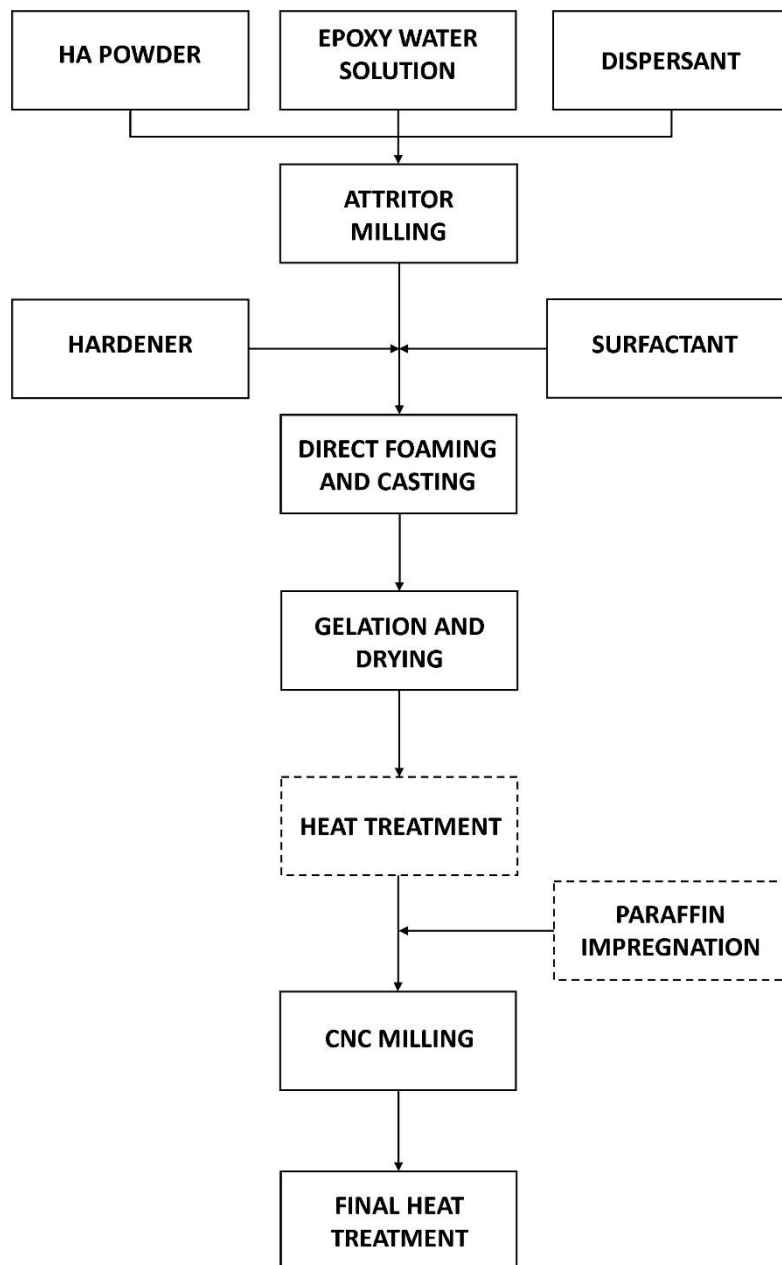 HA POWDER
EPOXY WATER
SOLUTION
DISPERSANT
ATTRITOR
MILLING
HARDENER
SURFACTANT
DIRECT FOAMING
AND CASTING
GELATION AND
DRYING
HEAT TREATMENT
PARAFFIN
IMPREGNATION
CNC MILLING
FINAL HEAT
TREATMENT